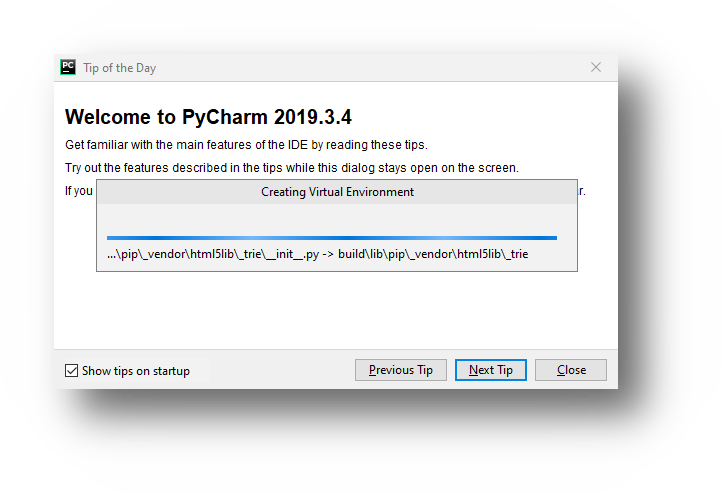 PC
Tip of the Day
Welcome to PyCharm 2019.3.4
Get familiar with the main features of the IDE by reading these tips.
Try out the features described in the tips while this dialog stays open on the screen.
If you
Creating Virtual Environment
...\pip\_vendor\html5lib\_trie\__init__.py -> build\lib\pip\_vendor\html5lib\_trie
Show tips on startup
Previous Tip
Next Tip
Close